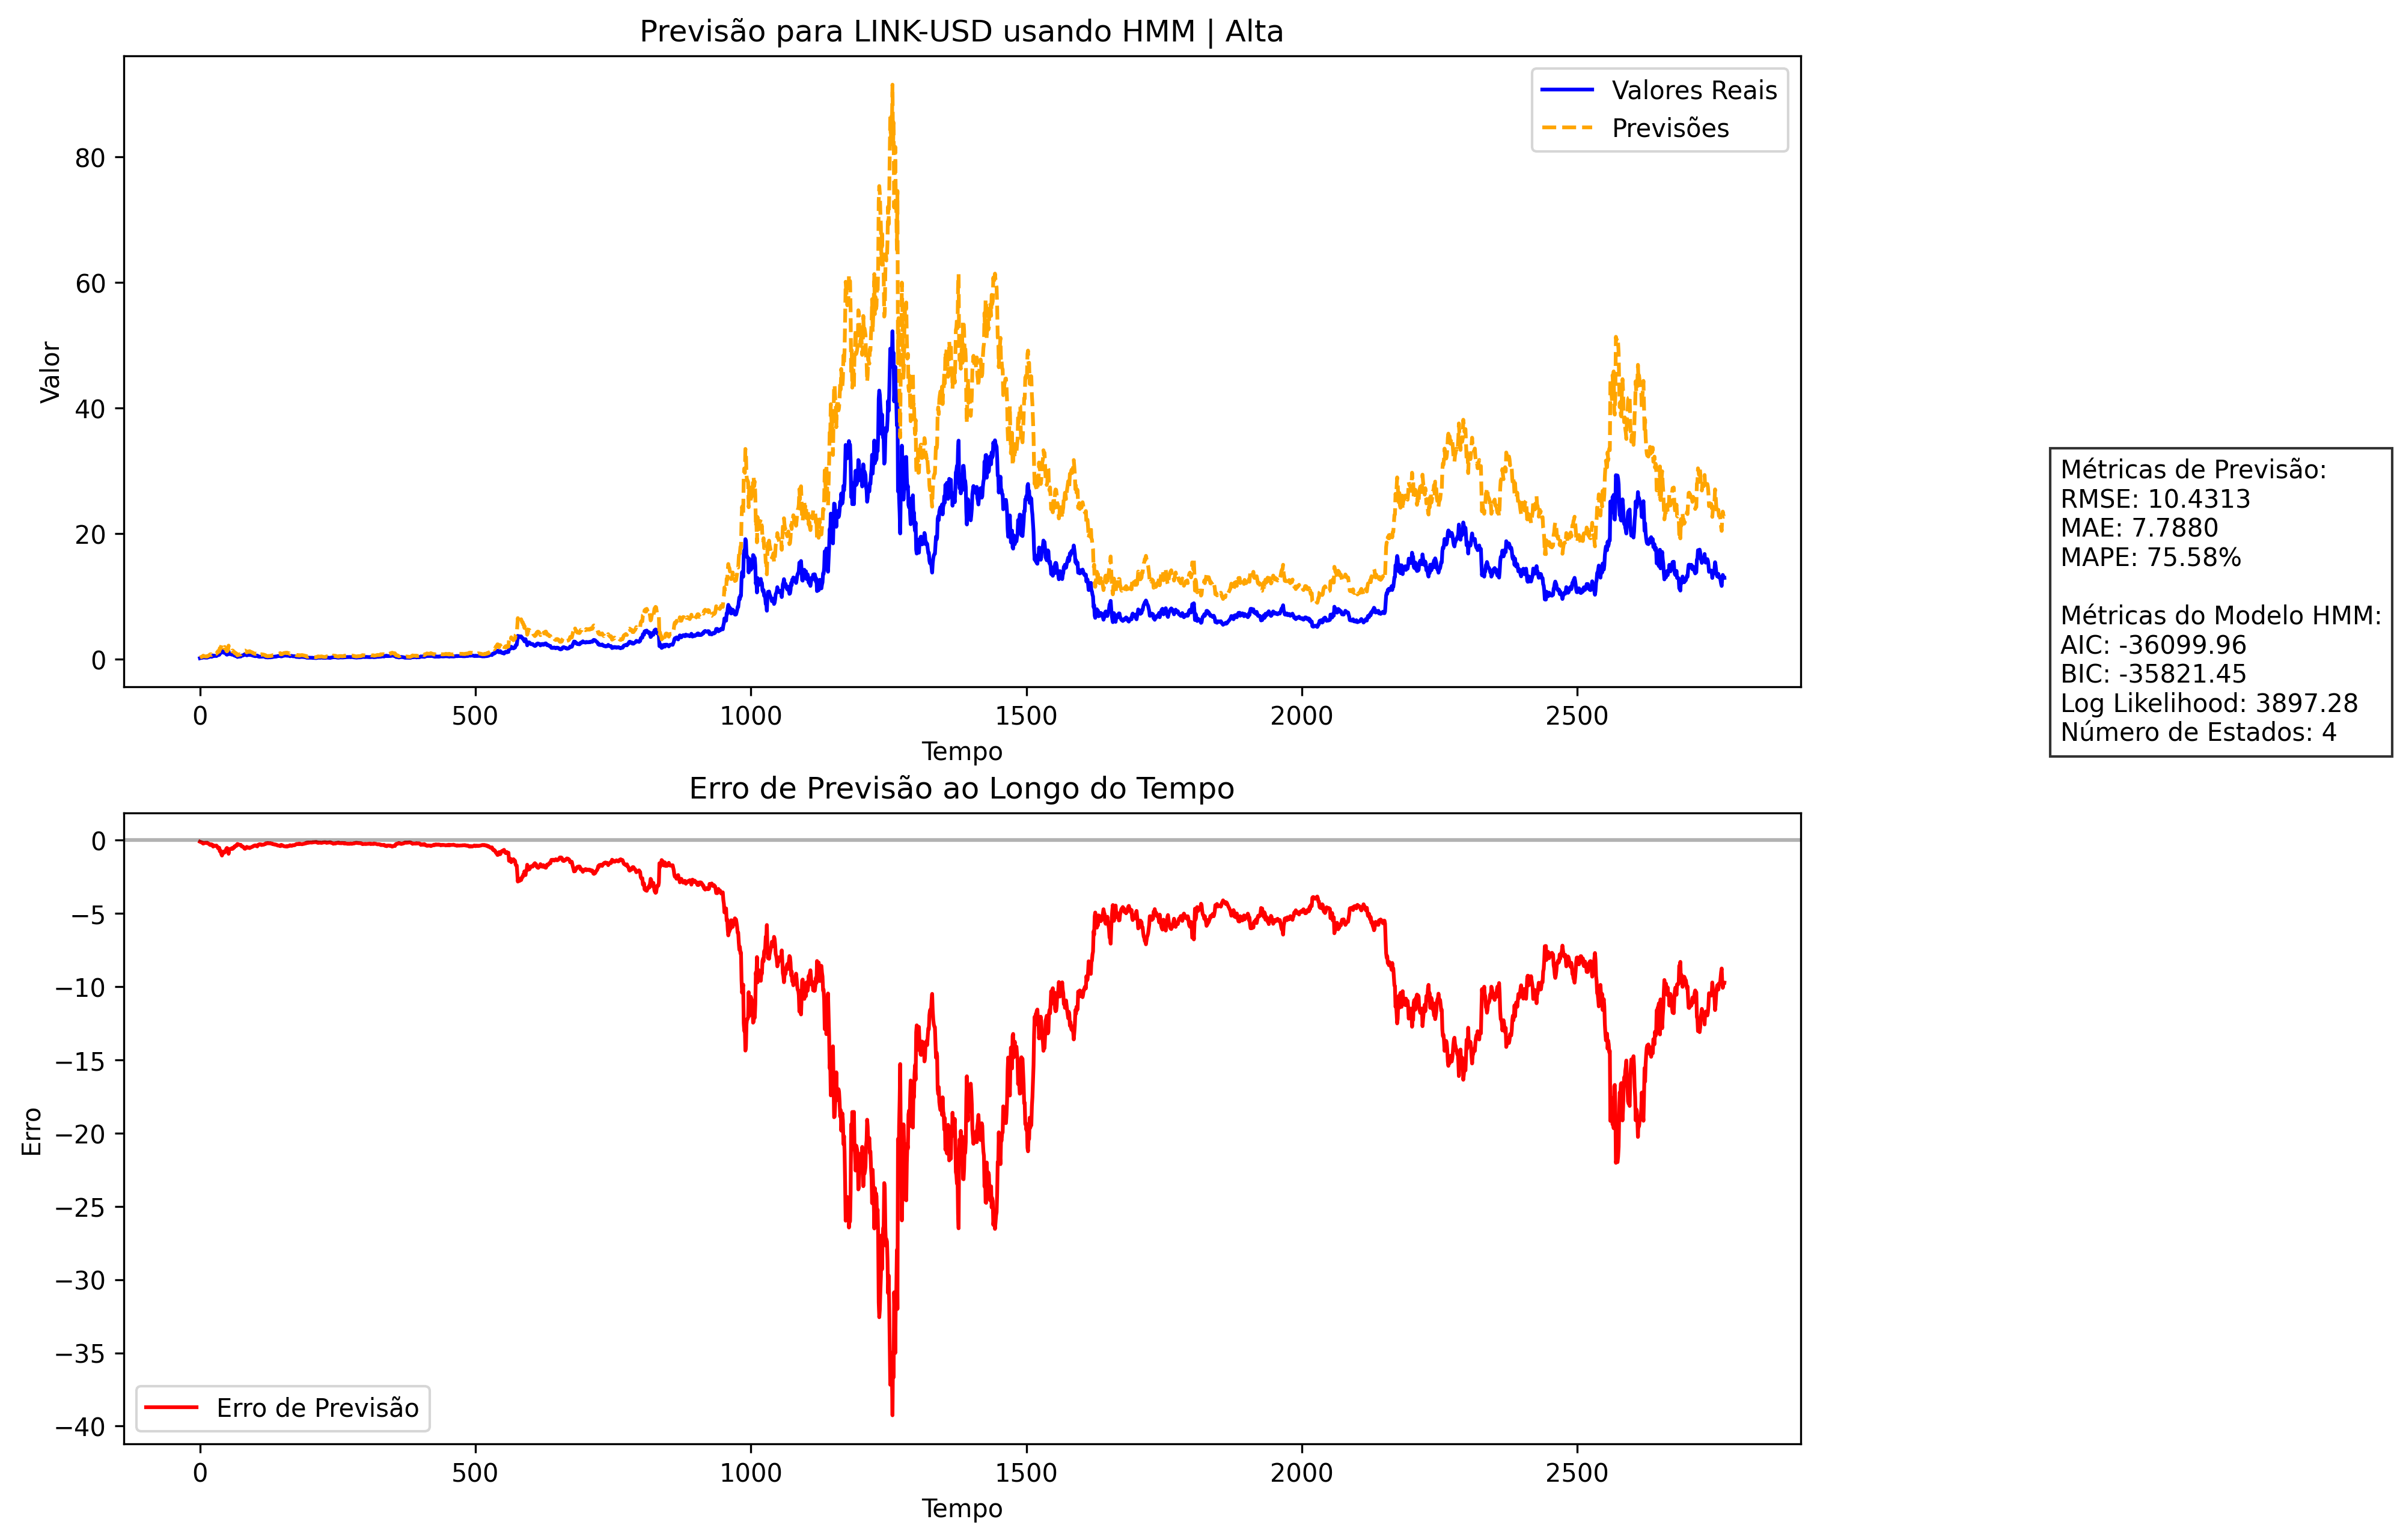 Previsão para LINK-USD usando HMM | Alta
Valor
80
60
40
20
0
Valores Reais
Previsões
0
500
1000
1500
2000
2500
Tempo
Métricas de Previsão:
RMSE: 10.4313
MAE: 7.7880
MAPE: 75.58%
Métricas do Modelo HMM:
AIC: -36099.96
BIC: -35821.45
Log Likelihood: 3897.28
Número de Estados: 4
Erro de Previsão ao Longo do Tempo
Erro
0
−5
−10
−15
−20
−25
−30
−35
−40
Erro de Previsão
0
500
1000
1500
2000
2500
Tempo